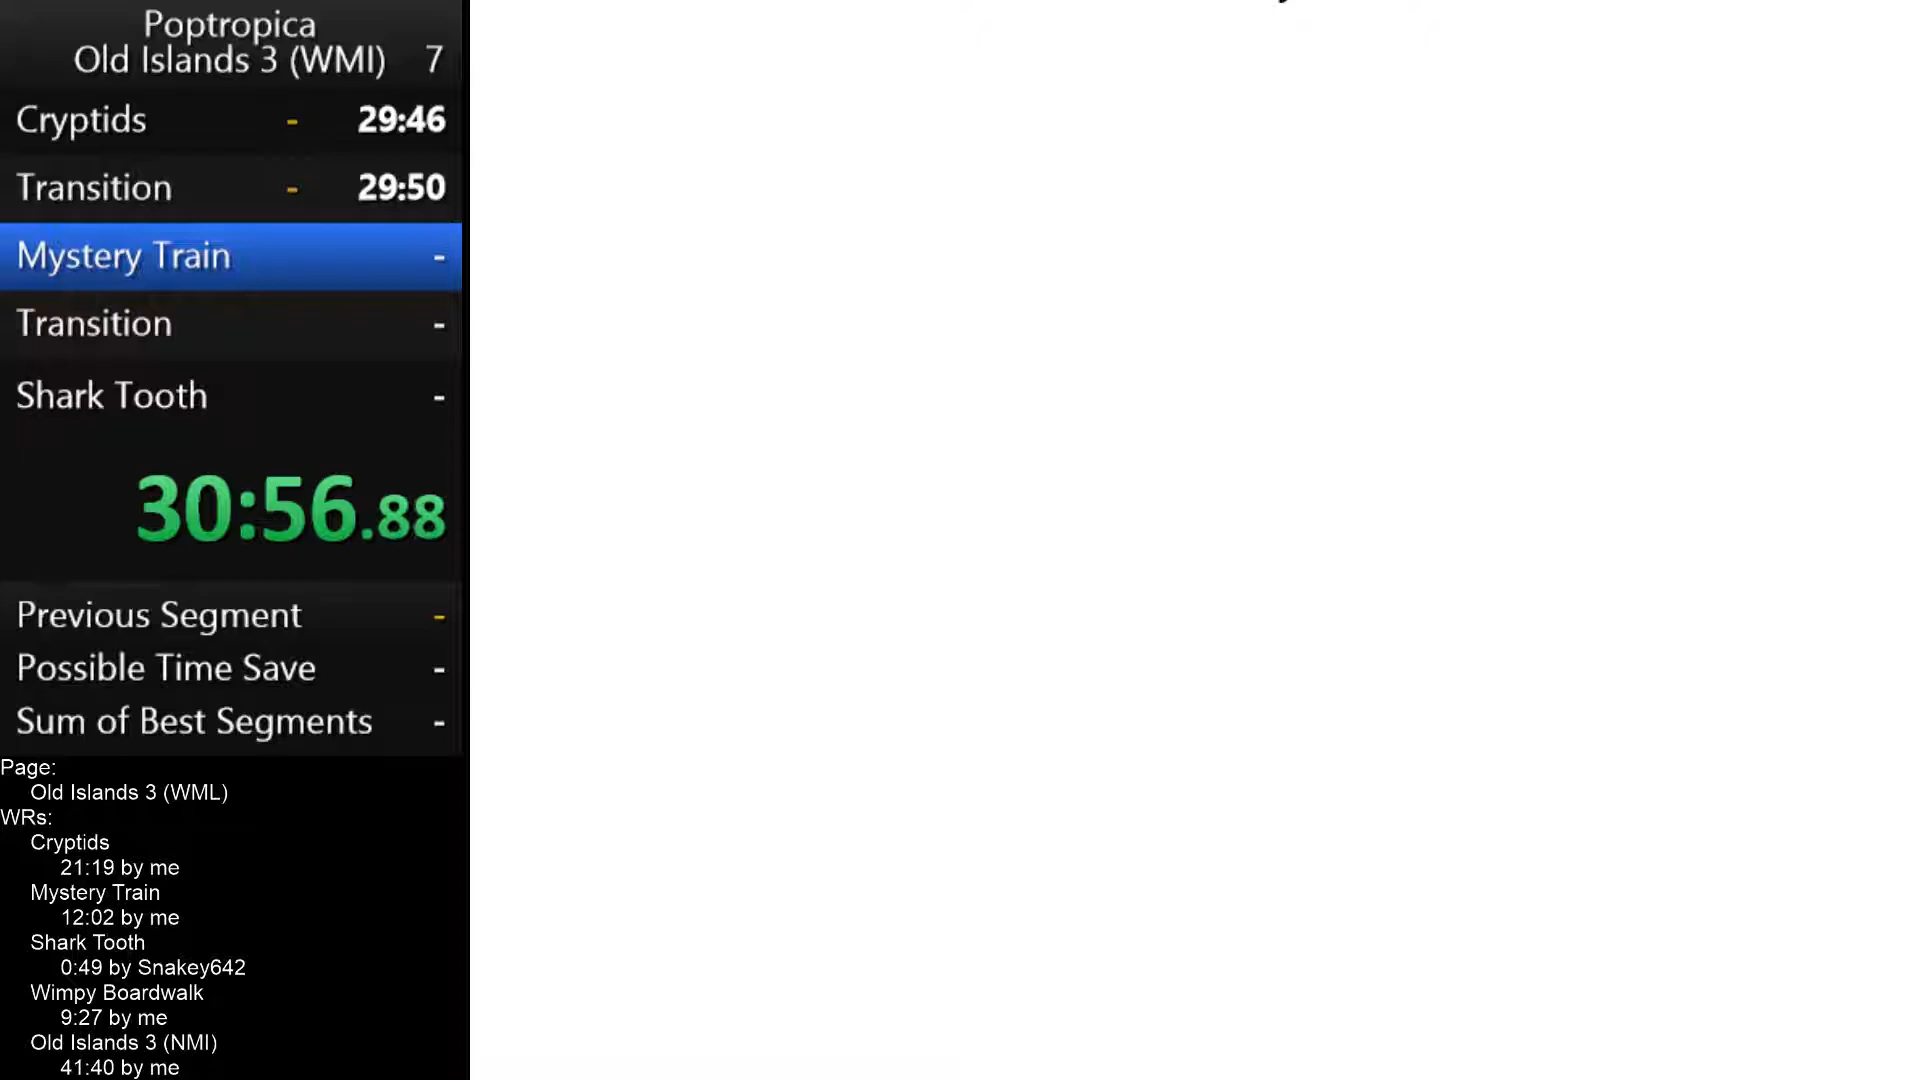 Poptropica
Old Islands 3 (WMI) 7
Cryptids - 29:46
Transition - 29:50
Mystery Train -
Transition -
Shark Tooth -
30:56.88
Previous Segment -
Possible Time Save -
Sum of Best Segments -
Page:
Old Islands 3 (WML)
WRs:
Cryptids
21:19 by me
Mystery Train
12:02 by me
Shark Tooth
0:49 by Snakey642
Wimpy Boardwalk
9:27 by me
Old Islands 3 (NMI)
41:40 by me